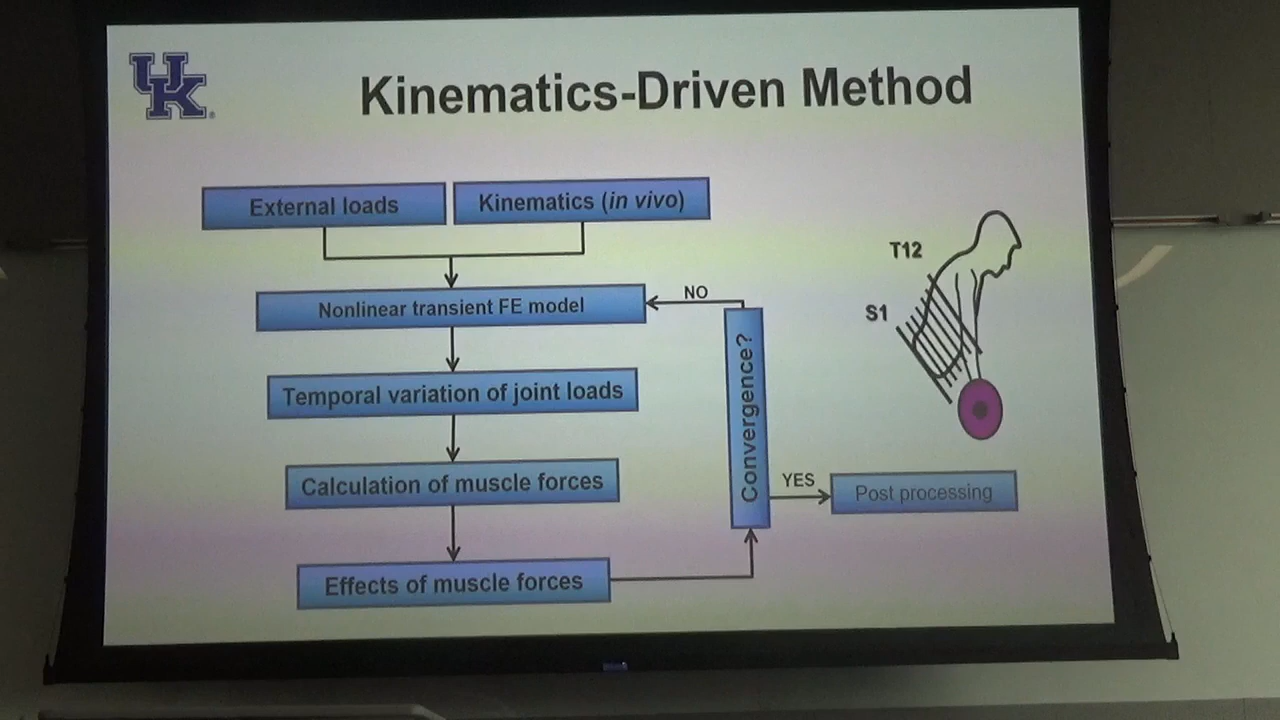 UK
Kinematics-Driven Method
External loads
Kinematics (in vivo)
Nonlinear transient FE model
NO
Temporal variation of joint loads
Calculation of muscle forces
Effects of muscle forces
Convergence?
YES
Post processing
T12
S1